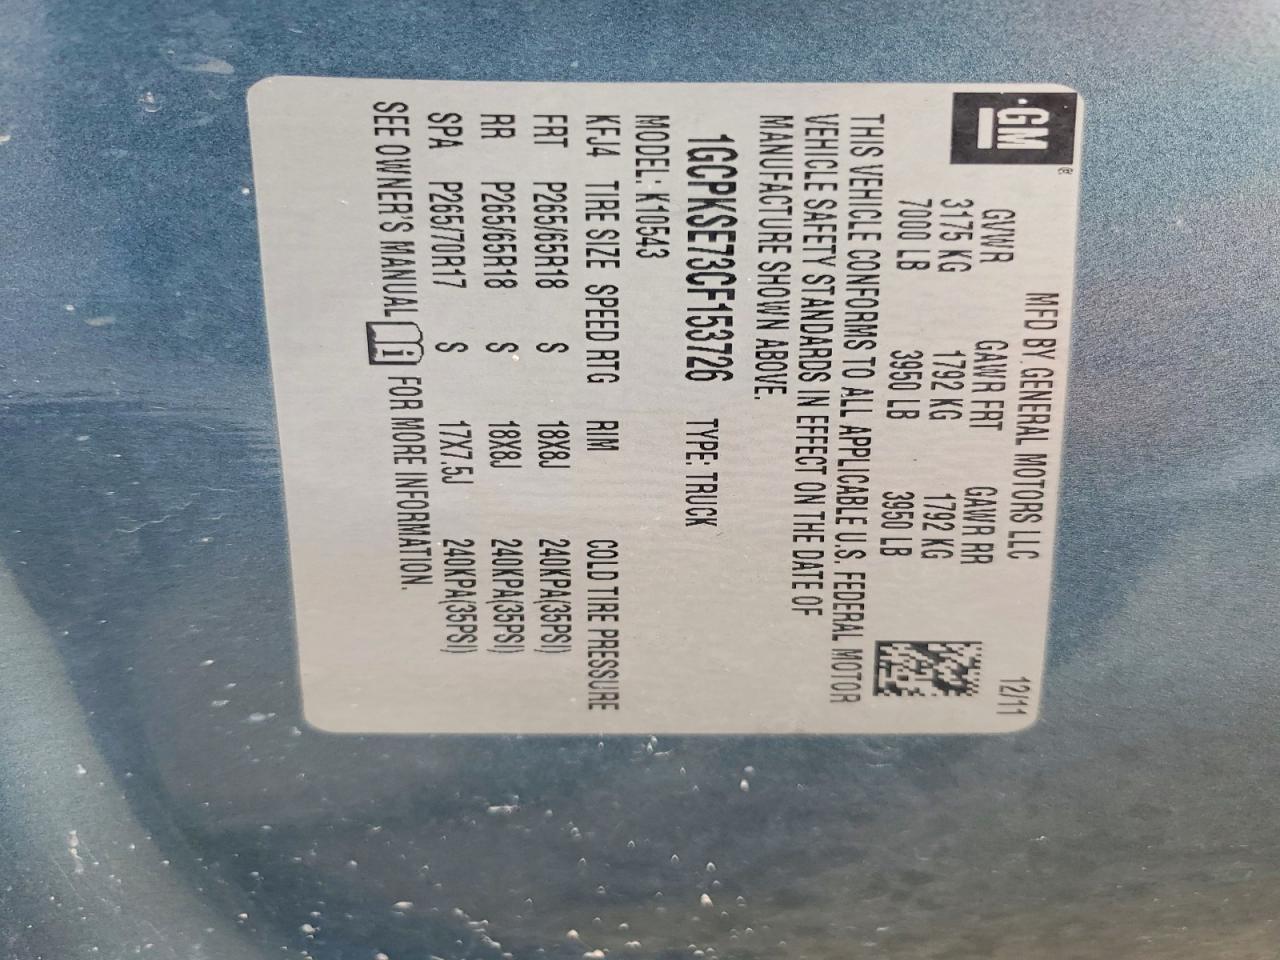 GM®
MFD BY: GENERAL MOTORS LLC 12/11
GVWR GAWR FRT GAWR RR
3175 KG 1792 KG 1792 KG
7000 LB 3950 LB 3950 LB
THIS VEHICLE CONFORMS TO ALL APPLICABLE U.S. FEDERAL MOTOR
VEHICLE SAFETY STANDARDS IN EFFECT ON THE DATE OF
MANUFACTURE SHOWN ABOVE.
1GCPKSE73CF153726 TYPE: TRUCK
MODEL: K10543
KFJ4 TIRE SIZE SPEED RTG RIM COLD TIRE PRESSURE
FRT P265/65R18 S 18X8J 240KPA(35PSI)
RR P265/65R18 S 18X8J 240KPA(35PSI)
SPA P265/70R17 S 17X7.5J 240KPA(35PSI)
SEE OWNER'S MANUAL FOR MORE INFORMATION.